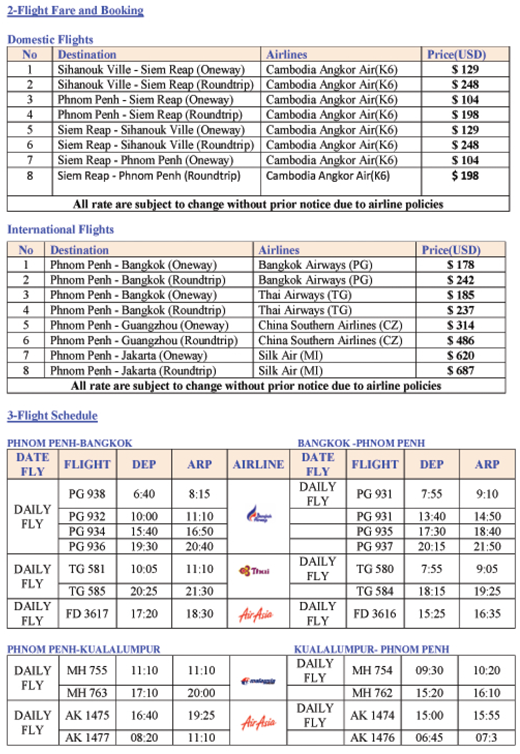 2-Flight Fare and Booking
Domestic Flights
No Destination Airlines Price(USD)
1 Sihanouk Ville - Siem Reap (Oneway) Cambodia Angkor Air(K6) $ 129
2 Sihanouk Ville - Siem Reap (Roundtrip) Cambodia Angkor Air(K6) $ 248
3 Phnom Penh - Siem Reap (Oneway) Cambodia Angkor Air(K6) $ 104
4 Phnom Penh - Siem Reap (Roundtrip) Cambodia Angkor Air(K6) $ 198
5 Siem Reap - Sihanouk Ville (Oneway) Cambodia Angkor Air(K6) $ 129
6 Siem Reap - Sihanouk Ville (Roundtrip) Cambodia Angkor Air(K6) $ 248
7 Siem Reap - Phnom Penh (Oneway) Cambodia Angkor Air(K6) $ 104
8 Siem Reap - Phnom Penh (Roundtrip) Cambodia Angkor Air(K6) $ 198
All rate are subject to change without prior notice due to airline policies
International Flights
No Destination Airlines Price(USD)
1 Phnom Penh - Bangkok (Oneway) Bangkok Airways (PG) $ 178
2 Phnom Penh - Bangkok (Roundtrip) Bangkok Airways (PG) $ 242
3 Phnom Penh - Bangkok (Oneway) Thai Airways (TG) $ 185
4 Phnom Penh - Bangkok (Roundtrip) Thai Airways (TG) $ 237
5 Phnom Penh - Guangzhou (Oneway) China Southern Airlines (CZ) $ 314
6 Phnom Penh - Guangzhou (Roundtrip) China Southern Airlines (CZ) $ 486
7 Phnom Penh - Jakarta (Oneway) Silk Air (MI) $ 620
8 Phnom Penh - Jakarta (Roundtrip) Silk Air (MI) $ 687
All rate are subject to change without prior notice due to airline policies
3-Flight Schedule
PHNOM PENH-BANGKOK BANGKOK -PHNOM PENH
DATE FLY FLIGHT DEP ARP AIRLINE DATE FLY FLIGHT DEP ARP
DAILY FLY PG 938 6:40 8:15 Bangkok Airways DAILY FLY PG 931 7:55 9:10
PG 932 10:00 11:10 PG 931 13:40 14:50
PG 934 15:40 16:50 PG 935 17:30 18:40
PG 936 19:30 20:40 PG 937 20:15 21:50
DAILY FLY TG 581 10:05 11:10 THAI DAILY FLY TG 580 7:55 9:05
TG 585 20:25 21:30 TG 584 18:15 19:25
DAILY FLY FD 3617 17:20 18:30 AirAsia DAILY FLY FD 3616 15:25 16:35
PHNOM PENH-KUALALUMPUR KUALALUMPUR- PHNOM PENH
DAILY FLY MH 755 11:10 11:10 malaysia DAILY FLY MH 754 09:30 10:20
MH 763 17:10 20:00 MH 762 15:20 16:10
DAILY FLY AK 1475 16:40 19:25 AirAsia DAILY FLY AK 1474 15:00 15:55
AK 1477 08:20 11:10 AK 1476 06:45 07:3